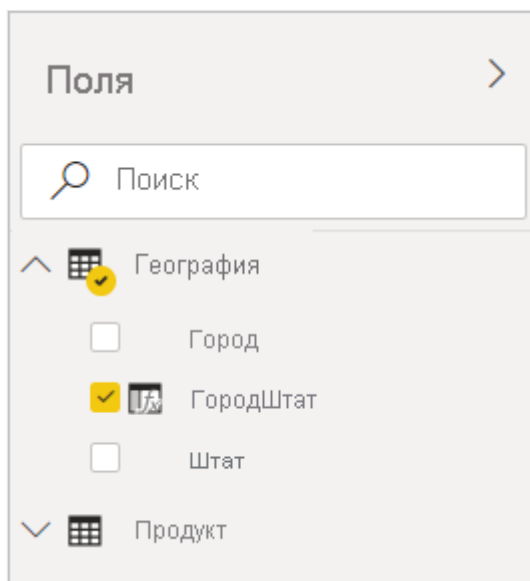 Поля
Поиск
География
Город
ГородШтат
Штат
Продукт